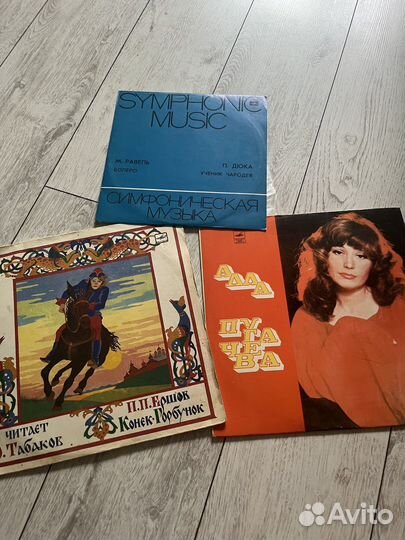 SYMPHONIC
MUSIC
Ж. РАВЕЛЬ
БОЛЕРО
П. ДЮКА
УЧЕНИК ЧАРОДЕЯ
СИМФОНИЧЕСКАЯ
МУЗЫКА
АЛЛА
ПУГАЧЕВА
ЧИТАЕТ
О. ТАБАКОВ
П.П. ЕРШОВ
КОНЕК-ГОРБУНОК
Avito